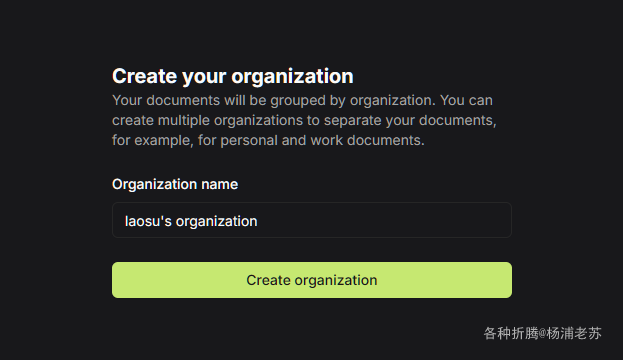 Create your organization
Your documents will be grouped by organization. You can
create multiple organizations to separate your documents,
for example, for personal and work documents.
Organization name
laosu's organization
Create organization
各种折腾@杨浦老苏